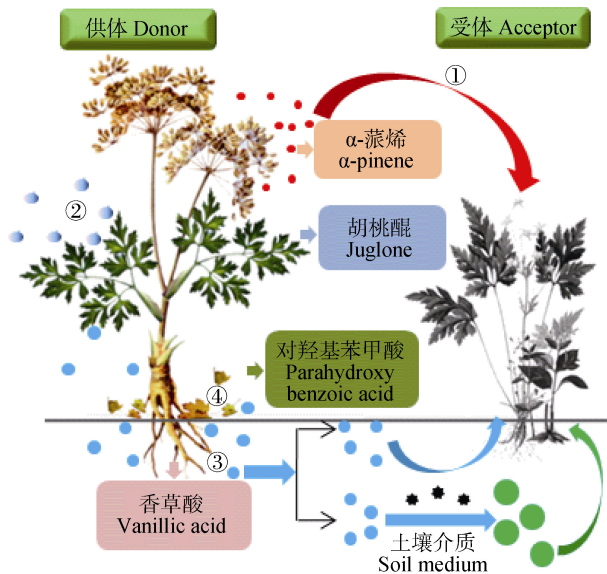 供体 Donor
受体 Acceptor
①
α-蒎烯
α-pinene
②
胡桃醌
Juglone
对羟基苯甲酸
Parahydroxy
benzoic acid
④
③
香草酸
Vanillic acid
土壤介质
Soil medium